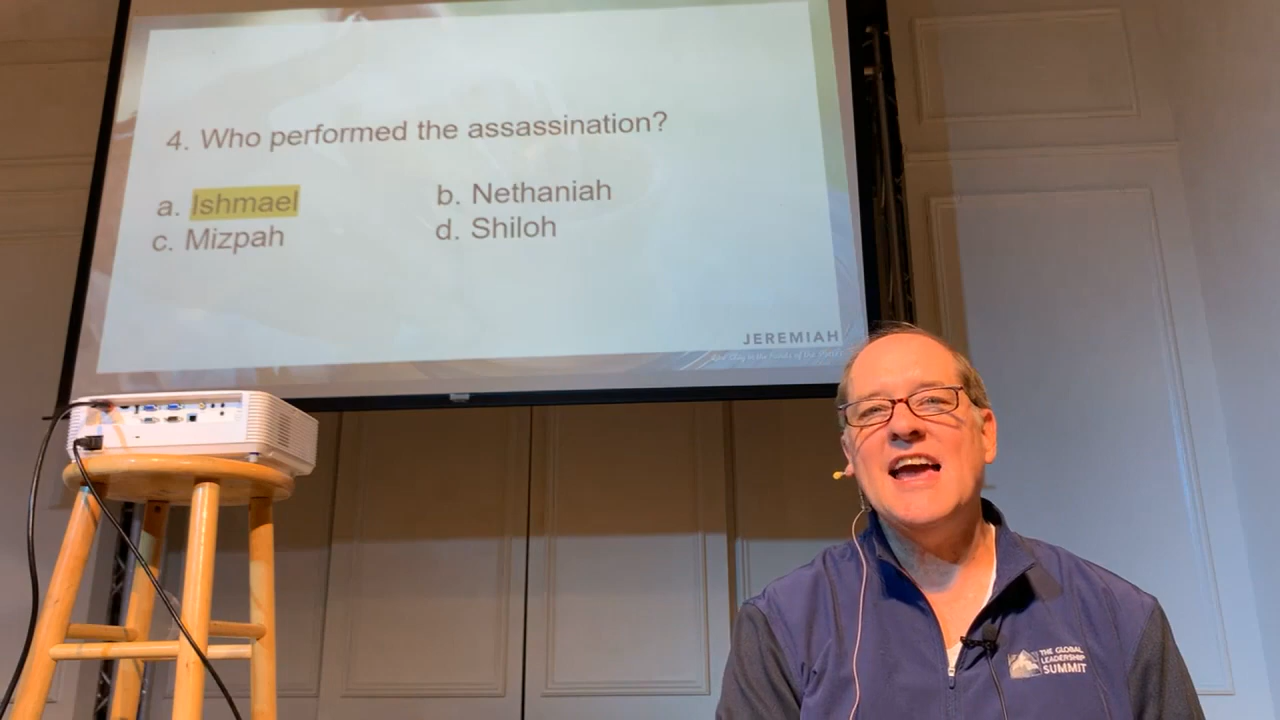 4. Who performed the assassination?
a. Ishmael b. Nethaniah
c. Mizpah d. Shiloh
JEREMIAH
THE GLOBAL
LEADERSHIP
SUMMIT